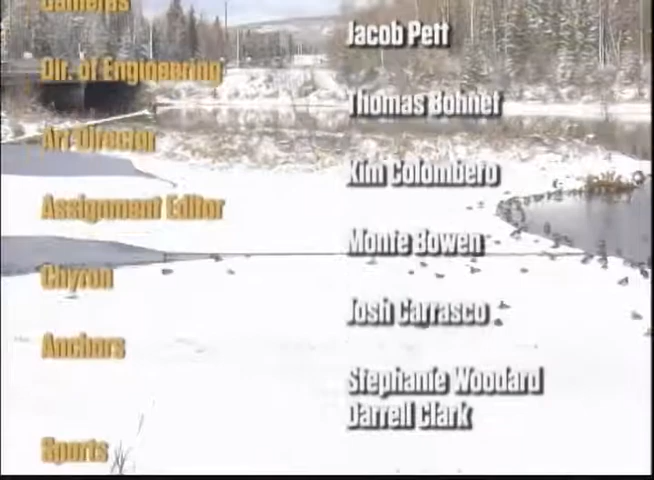 Cameras
Jacob Pett
Dir. of Engineering
Thomas Bohnet
Art Director
Kim Colombero
Assignment Editor
Monte Bowen
Chyron
Josh Carrasco
Anchors
Stephanie Woodard
Darrell Clark
Sports